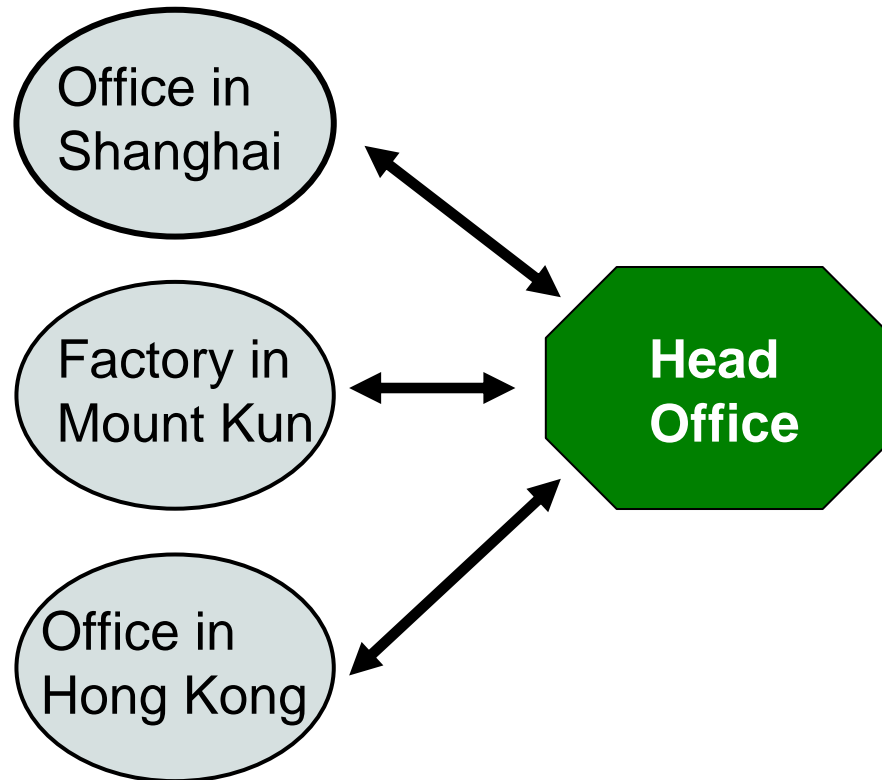 Office in
Shanghai
Factory in
Mount Kun
Head
Office
Office in
Hong Kong